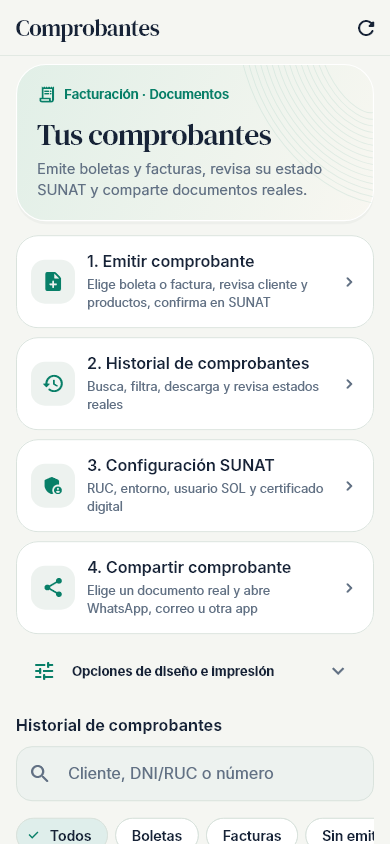 Comprobantes
Facturación · Documentos
Tus comprobantes
Emite boletas y facturas, revisa su estado
SUNAT y comparte documentos reales.
1. Emitir comprobante
Elige boleta o factura, revisa cliente y
productos, confirma en SUNAT
2. Historial de comprobantes
Busca, filtra, descarga y revisa estados
reales
3. Configuración SUNAT
RUC, entorno, usuario SOL y certificado
digital
4. Compartir comprobante
Elige un documento real y abre
WhatsApp, correo u otra app
Opciones de diseño e impresión
Historial de comprobantes
Cliente, DNI/RUC o número
Todos Boletas Facturas Sin emit